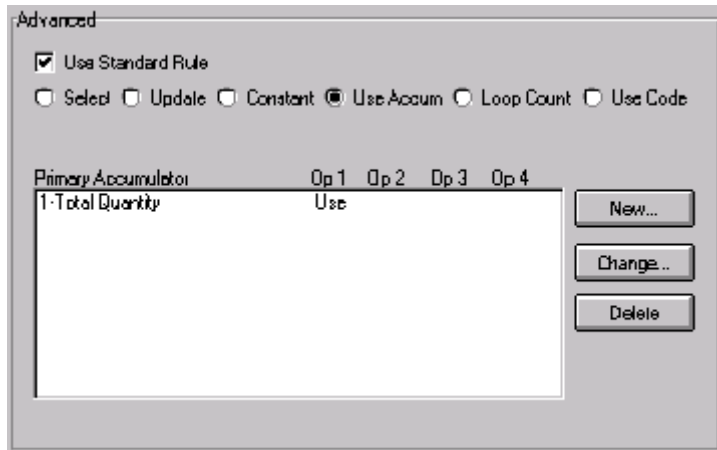 Advanced
Use Standard Rule
Select Update Constant Use Accum Loop Count Use Code
Primary Accumulator Op 1 Op 2 Op 3 Op 4
1-Total Quantity Use
New...
Change...
Delete